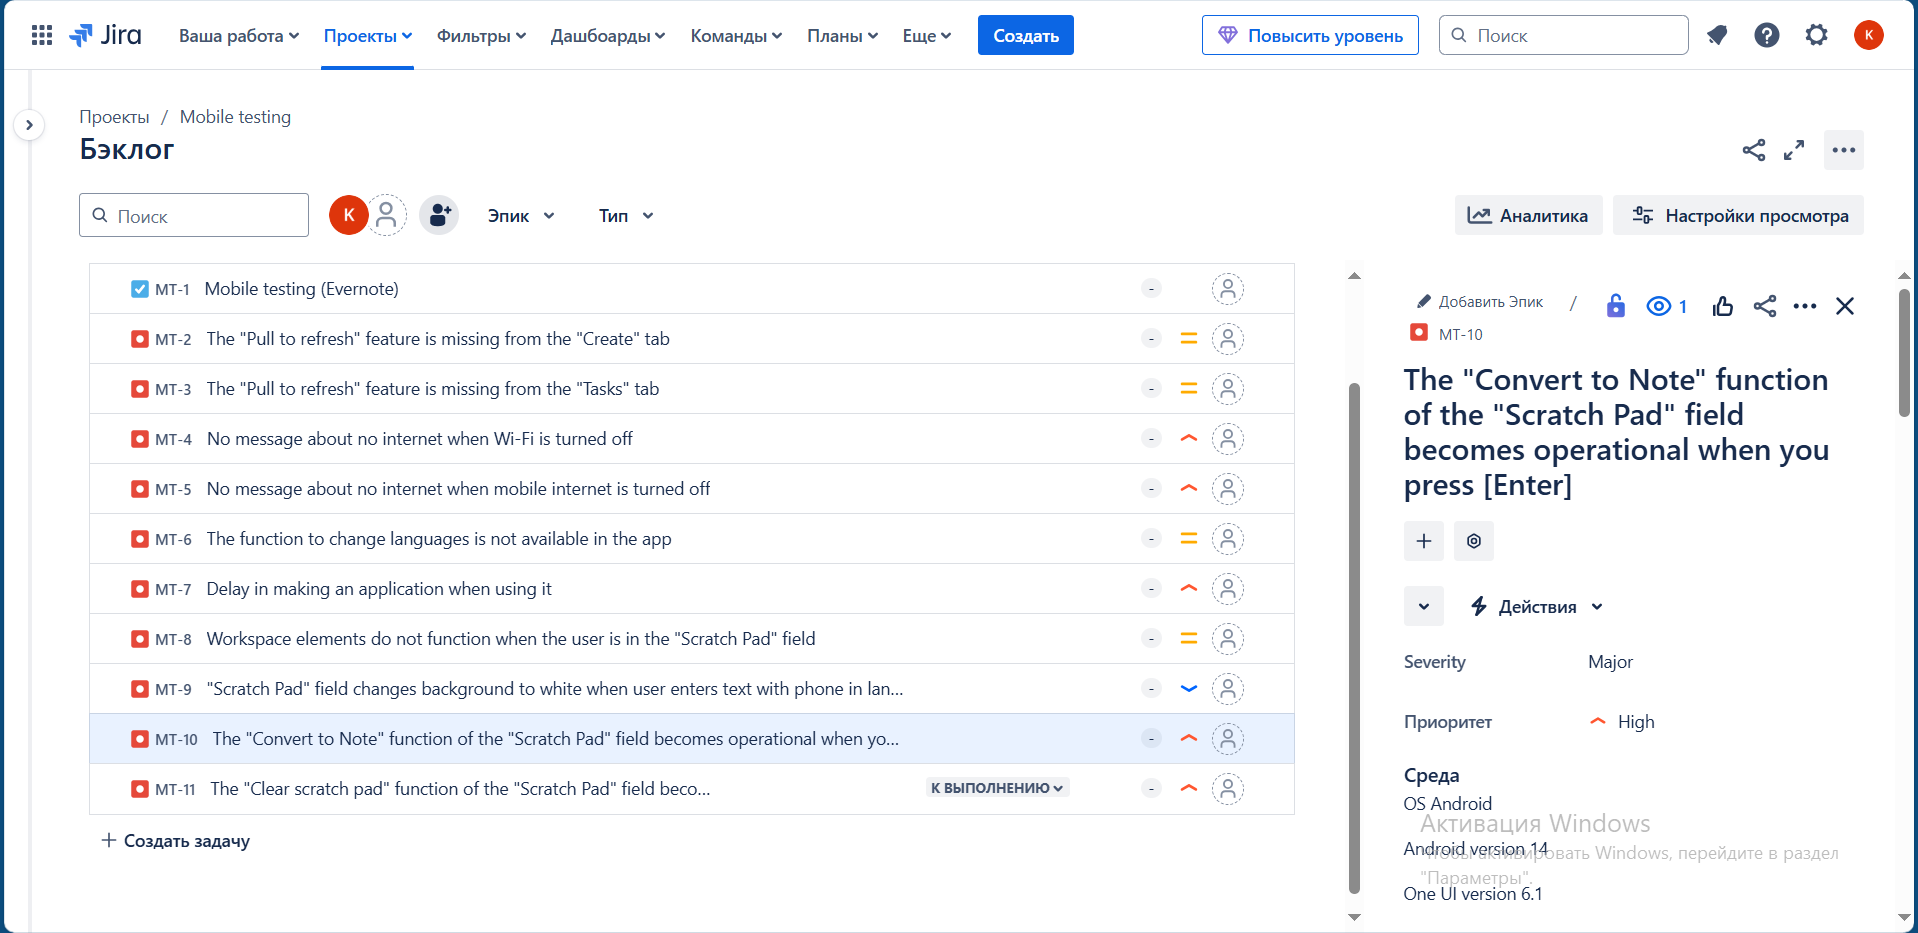 Jira Ваша работа Проекты Фильтры Дашборды Команды Планы Еще Создать Повысить уровень Поиск K
Проекты / Mobile testing
Бэклог
Поиск K Эпик Тип Аналитика Настройки просмотра
MT-1 Mobile testing (Evernote) -
MT-2 The "Pull to refresh" feature is missing from the "Create" tab -
MT-3 The "Pull to refresh" feature is missing from the "Tasks" tab -
MT-4 No message about no internet when Wi-Fi is turned off -
MT-5 No message about no internet when mobile internet is turned off -
MT-6 The function to change languages is not available in the app -
MT-7 Delay in making an application when using it -
MT-8 Workspace elements do not function when the user is in the "Scratch Pad" field -
MT-9 "Scratch Pad" field changes background to white when user enters text with phone in lan... -
MT-10 The "Convert to Note" function of the "Scratch Pad" field becomes operational when yo... -
MT-11 The "Clear scratch pad" function of the "Scratch Pad" field beco... К ВЫПОЛНЕНИЮ -
+ Создать задачу
Добавить Эпик / 1
MT-10
The "Convert to Note" function
of the "Scratch Pad" field
becomes operational when you
press [Enter]
Действия
Severity Major
Приоритет High
Среда
OS Android
Активация Windows
Android version 14
Чтобы активировать Windows, перейдите в раздел
"Параметры".
One UI version 6.1